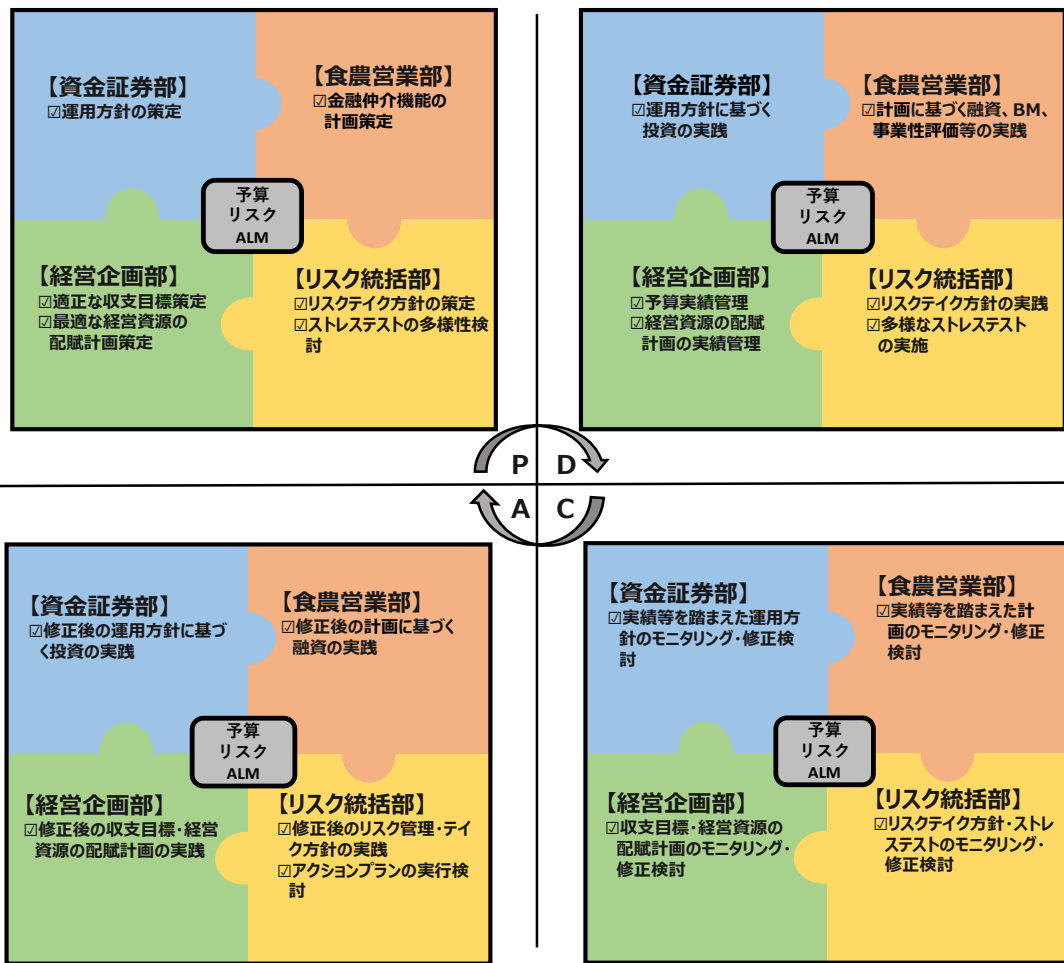 【資金証券部】
☑運用方針の策定
【食農営業部】
☑金融仲介機能の
計画策定
予算
リスク
ALM
【経営企画部】
☑適正な収支目標策定
☑最適な経営資源の
配賦計画策定
【リスク統括部】
☑リスクテイク方針の策定
☑ストレステストの多様性検
討
【資金証券部】
☑運用方針に基づく
投資の実践
【食農営業部】
☑計画に基づく融資、BM、
事業性評価等の実践
予算
リスク
ALM
【経営企画部】
☑予算実績管理
☑経営資源の配賦
計画の実績管理
【リスク統括部】
☑リスクテイク方針の実践
☑多様なストレステスト
の実施
P D
A C
【資金証券部】
☑修正後の運用方針に基づ
く投資の実践
【食農営業部】
☑修正後の計画に基づく
融資の実践
予算
リスク
ALM
【経営企画部】
☑修正後の収支目標・経営
資源の配賦計画の実践
【リスク統括部】
☑修正後のリスク管理・テイ
ク方針の実践
☑アクションプランの実行検
討
【資金証券部】
☑実績等を踏まえた運用方
針のモニタリング・修正検
討
【食農営業部】
☑実績等を踏まえた計
画のモニタリング・修正
検討
予算
リスク
ALM
【経営企画部】
☑収支目標・経営資源の
配賦計画のモニタリング・
修正検討
【リスク統括部】
☑リスクテイク方針・ストレ
ステストのモニタリング・
修正検討